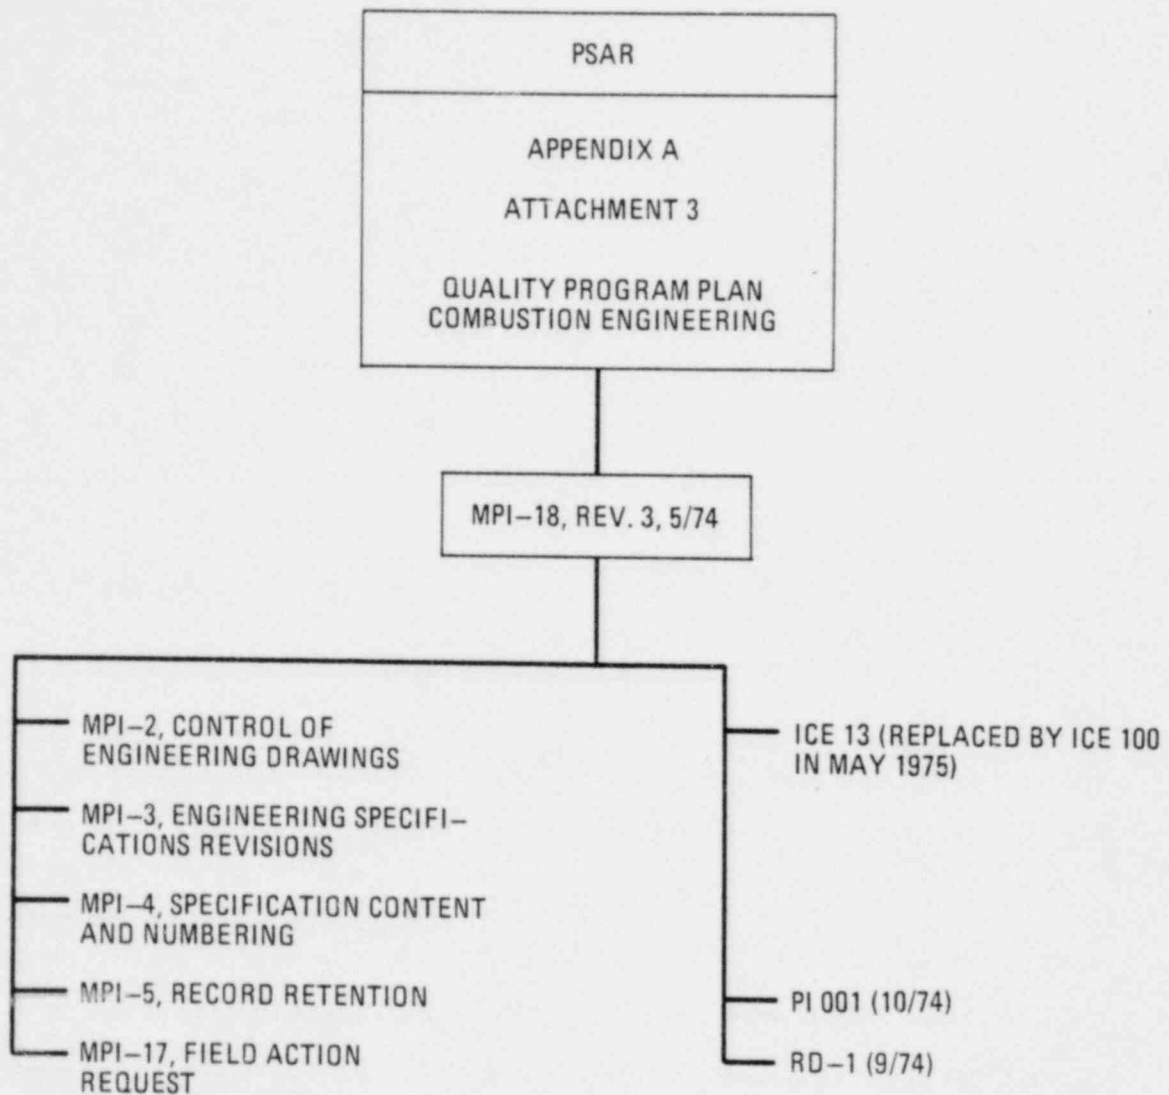 PSAR
APPENDIX A
ATTACHMENT 3
QUALITY PROGRAM PLAN
COMBUSTION ENGINEERING
MPI–18, REV. 3, 5/74
MPI–2, CONTROL OF
ENGINEERING DRAWINGS
MPI–3, ENGINEERING SPECIFI–
CATIONS REVISIONS
MPI–4, SPECIFICATION CONTENT
AND NUMBERING
MPI–5, RECORD RETENTION
MPI–17, FIELD ACTION
REQUEST
ICE 13 (REPLACED BY ICE 100
IN MAY 1975)
PI 001 (10/74)
RD–1 (9/74)